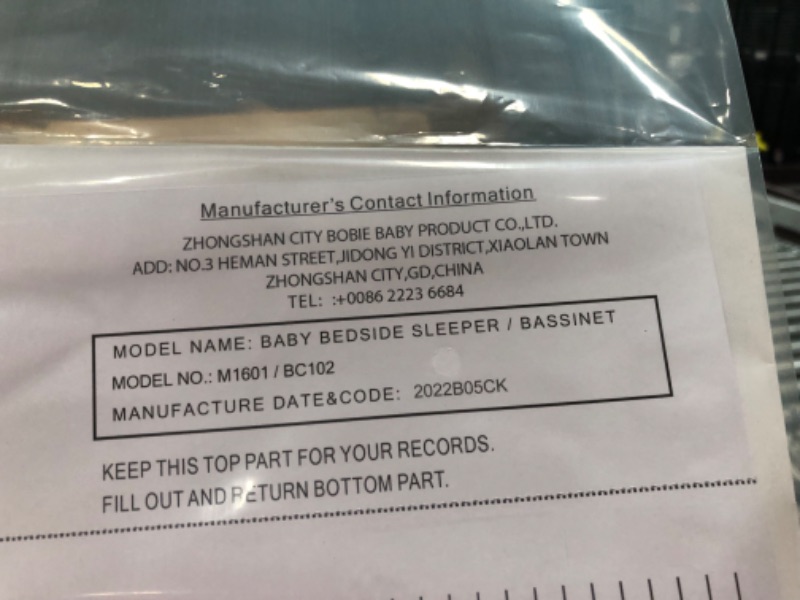 Manufacturer's Contact Information
ZHONGSHAN CITY BOBIE BABY PRODUCT CO.,LTD.
ADD: NO.3 HEMAN STREET,JIDONG YI DISTRICT,XIAOLAN TOWN
ZHONGSHAN CITY,GD,CHINA
TEL: :+0086 2223 6684
MODEL NAME: BABY BEDSIDE SLEEPER / BASSINET
MODEL NO.: M1601 / BC102
MANUFACTURE DATE&CODE: 2022B05CK
KEEP THIS TOP PART FOR YOUR RECORDS.
FILL OUT AND RETURN BOTTOM PART.